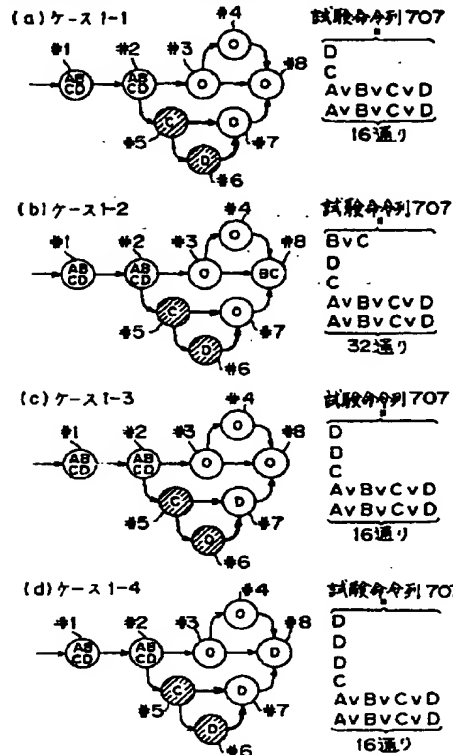 (a)ケース1-1
試験命令列707
#4
#1
#2
#3
O
#8
AB
CD
AB
CD
O
O
D
C
AvBvCvD
AvBvCvD
16通り
C
O
#5
D
#7
#6
(b)ケース1-2
試験命令列707
#4
#1
#2
#3
O
#8
AB
CD
AB
CD
O
BC
BvC
D
C
AvBvCvD
AvBvCvD
32通り
C
O
#5
D
#7
#6
(c)ケース1-3
試験命令列707
#4
#1
#2
#3
O
#8
AB
CD
AB
CD
O
O
D
D
C
AvBvCvD
AvBvCvD
16通り
C
D
#5
#7
#6
(d)ケース1-4
試験命令列707
#4
#1
#2
#3
O
#8
AB
CD
AB
CD
O
D
D
D
D
C
AvBvCvD
AvBvCvD
16通り
C
D
#5
D
#7
#6